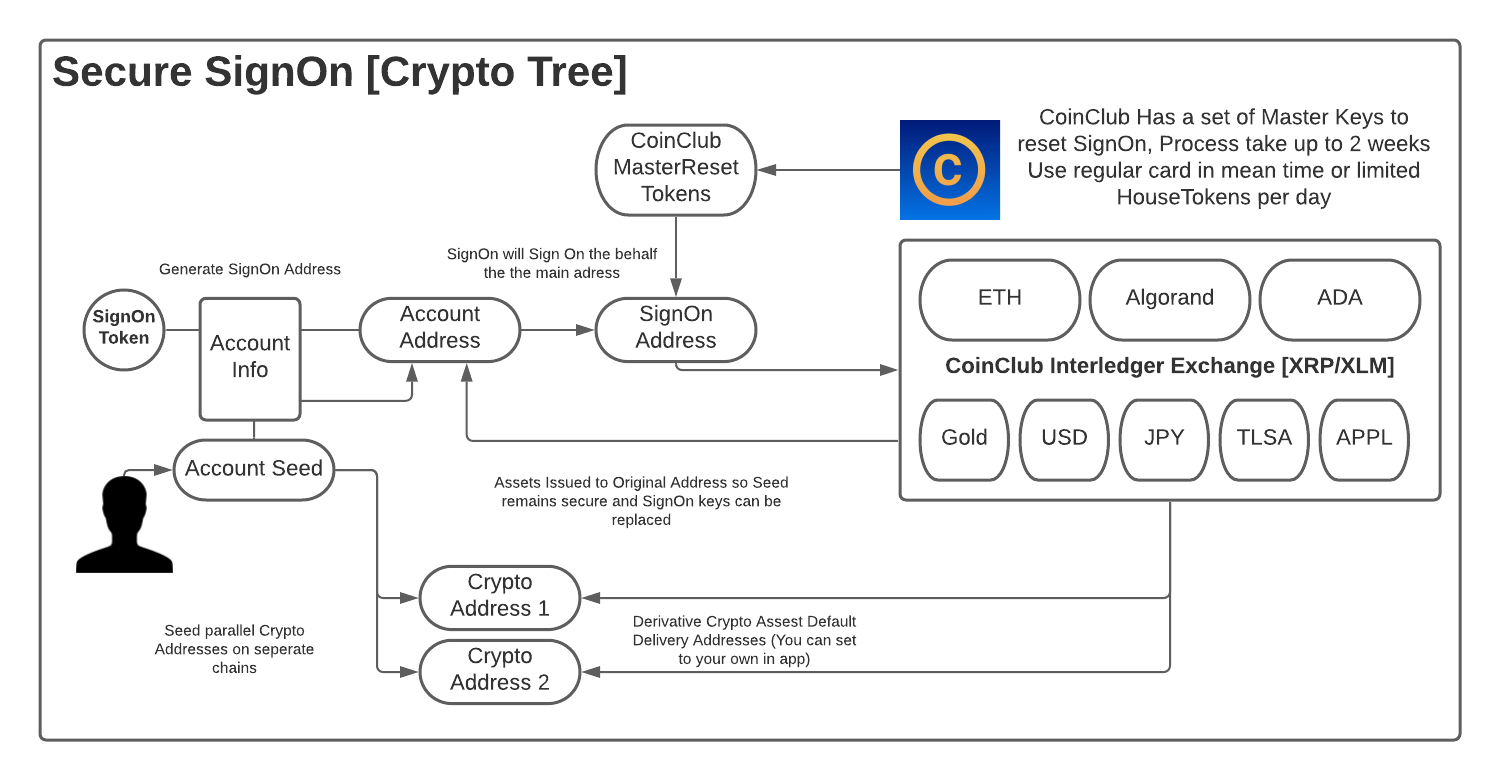 Secure SignOn [Crypto Tree]
CoinClub Has a set of Master Keys to
reset SignOn, Process take up to 2 weeks
Use regular card in mean time or limited
HouseTokens per day
CoinClub
MasterReset
Tokens
C
SignOn will Sign On the behalf
the the main adress
Generate SignOn Address
SignOn
Token
Account
Info
Account
Address
SignOn
Address
ETH
Algorand
ADA
CoinClub Interledger Exchange [XRP/XLM]
Gold
USD
JPY
TLSA
APPL
Account Seed
Assets Issued to Original Address so Seed
remains secure and SignOn keys can be
replaced
Crypto
Address 1
Seed parallel Crypto
Addresses on seperate
chains
Derivative Crypto Assest Default
Delivery Addresses (You can set
to your own in app)
Crypto
Address 2